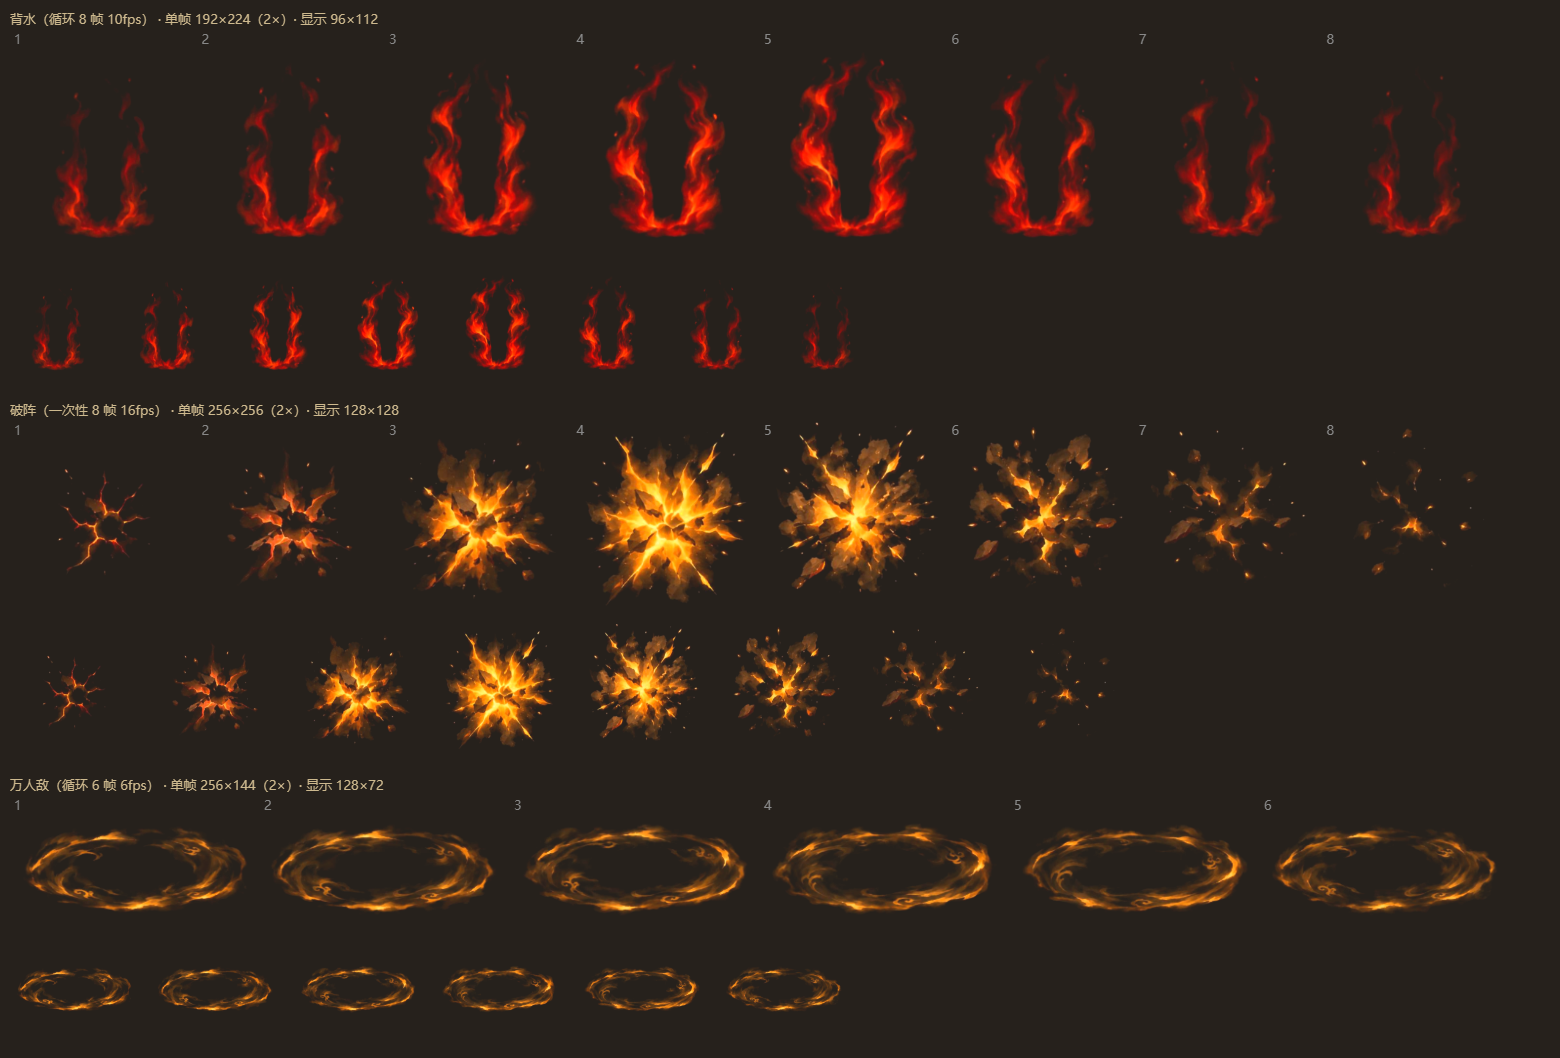 背水（循环 8 帧 10fps） · 单帧 192×224（2×） · 显示 96×112
1 2 3 4 5 6 7 8
破阵（一次性 8 帧 16fps） · 单帧 256×256（2×） · 显示 128×128
1 2 3 4 5 6 7 8
万人敌（循环 6 帧 6fps） · 单帧 256×144（2×） · 显示 128×72
1 2 3 4 5 6